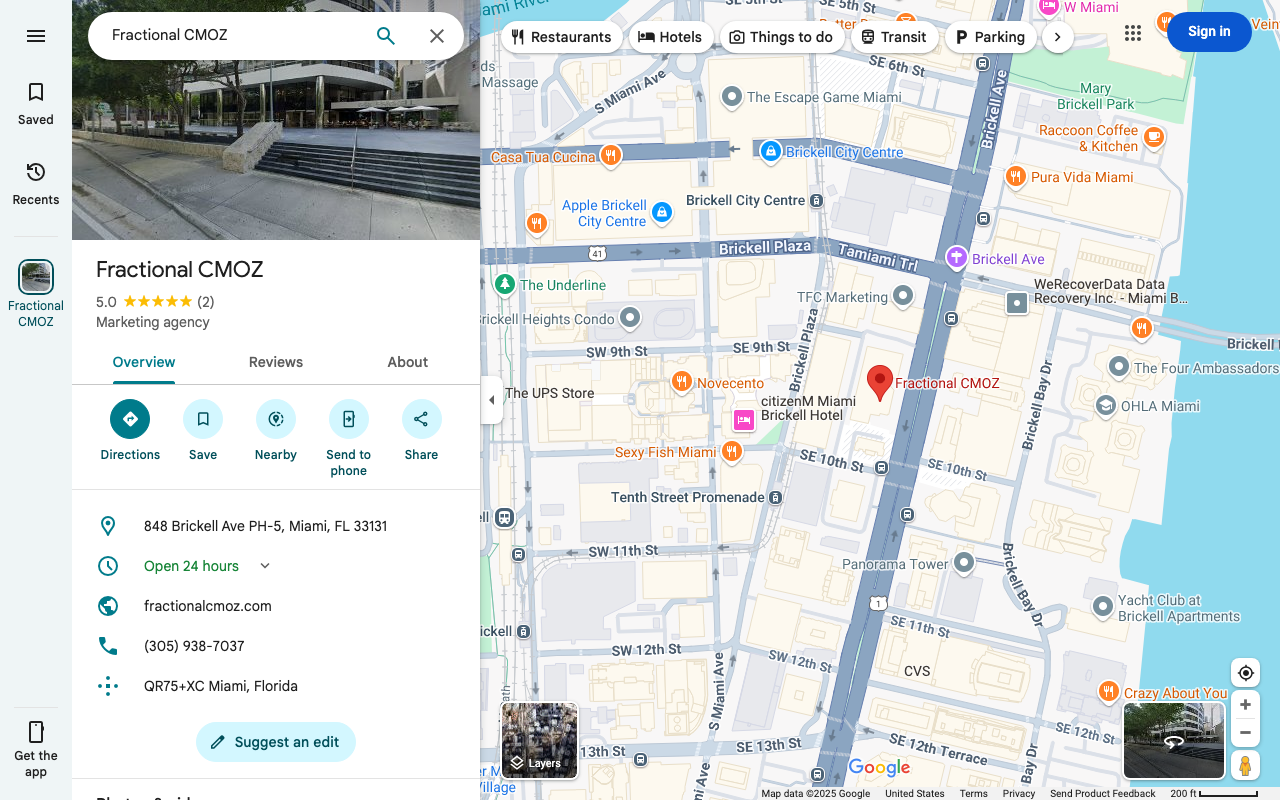 Fractional CMOZ
Saved
Recents
Fractional
CMOZ
Get the
app
Fractional CMOZ
5.0
(2)
Marketing agency
Overview
Reviews
About
Directions
Save
Nearby
Send to
phone
Share
848 Brickell Ave PH-5, Miami, FL 33131
Open 24 hours
fractionalcmoz.com
(305) 938-7037
QR75+XC Miami, Florida
Suggest an edit
Restaurants
Hotels
Things to do
Transit
Parking
Sign in
Miami River
W Miami
SE 6th St
S Miami Ave
Massage
The Escape Game Miami
Brickell Ave
Mary
Brickell Park
Raccoon Coffee
& Kitchen
Casa Tua Cucina
Brickell City Centre
Pura Vida Miami
Apple Brickell
City Centre
Brickell City Centre
41
Brickell Plaza
Tamiami Trl
Brickell Ave
The Underline
TFC Marketing
WeRecoverData Data
Recovery Inc. - Miami B...
Brickell Heights Condo
Brickell Plaza
SW 9th St
SE 9th St
The Four Ambassadors
The UPS Store
Novecento
Fractional CMOZ
citizenM Miami
Brickell Hotel
Brickell Bay Dr
OHLA Miami
Sexy Fish Miami
SE 10th St
SE 10th St
Tenth Street Promenade
SW 11th St
Panorama Tower
Brickell Bay Dr
1
Yacht Club at
Brickell Apartments
SE 11th St
SW 12th St
SW 12th St
CVS
S Miami Ave
Crazy About You
SE 12th St
SE 12th Terrace
13th St
SE 13th St
Bay Dr
Village
Layers
Google
Map data ©2025 Google
United States
Terms
Privacy
Send Product Feedback
200 ft